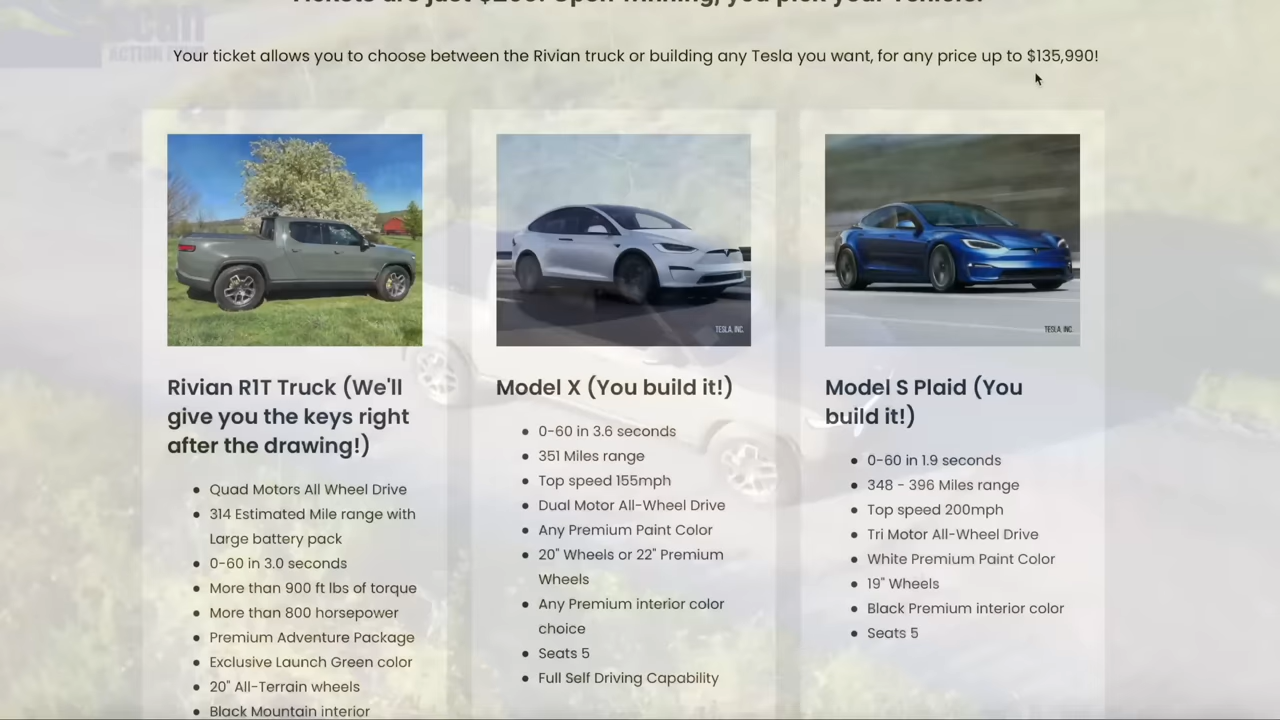 Your ticket allows you to choose between the Rivian truck or building any Tesla you want, for any price up to $135,990!
TESLA, INC.
TESLA, INC.
Rivian R1T Truck (We'll
give you the keys right
after the drawing!)
Quad Motors All Wheel Drive
314 Estimated Mile range with
Large battery pack
0-60 in 3.0 seconds
More than 900 ft lbs of torque
More than 800 horsepower
Premium Adventure Package
Exclusive Launch Green color
20" All-Terrain wheels
Black Mountain interior
Model X (You build it!)
0-60 in 3.6 seconds
351 Miles range
Top speed 155mph
Dual Motor All-Wheel Drive
Any Premium Paint Color
20" Wheels or 22" Premium
Wheels
Any Premium interior color
choice
Seats 5
Full Self Driving Capability
Model S Plaid (You
build it!)
0-60 in 1.9 seconds
348 - 396 Miles range
Top speed 200mph
Tri Motor All-Wheel Drive
White Premium Paint Color
19" Wheels
Black Premium interior color
Seats 5